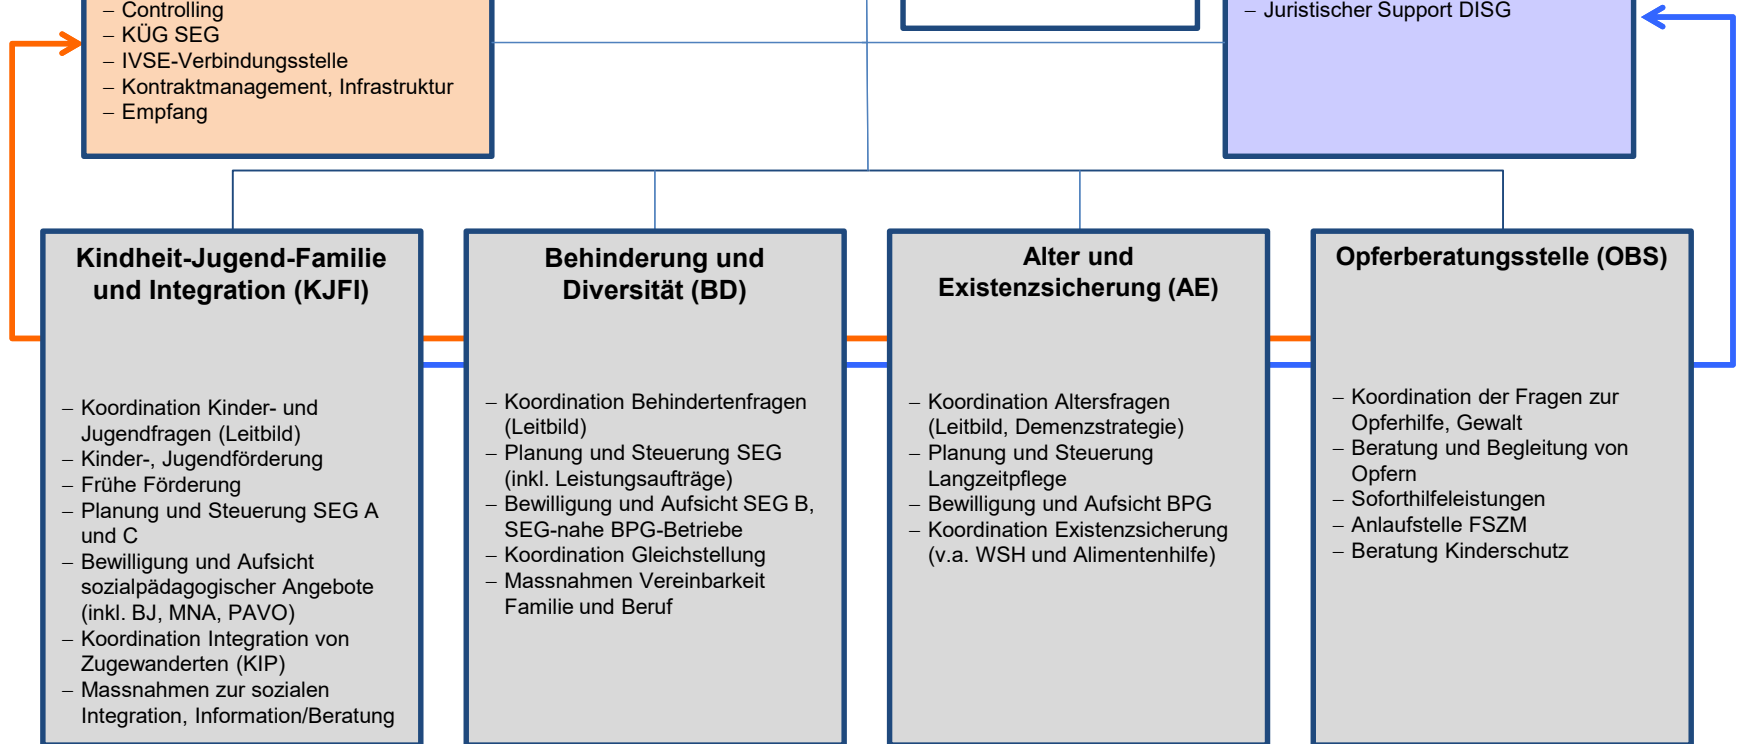 – Controlling
– KÜG SEG
– IVSE-Verbindungsstelle
– Kontraktmanagement, Infrastruktur
– Empfang
– Juristischer Support DISG
Kindheit-Jugend-Familie
und Integration (KJFI)
– Koordination Kinder- und
Jugendfragen (Leitbild)
– Kinder-, Jugendförderung
– Frühe Förderung
– Planung und Steuerung SEG A
und C
– Bewilligung und Aufsicht
sozialpädagogischer Angebote
(inkl. BJ, MNA, PAVO)
– Koordination Integration von
Zugewanderten (KIP)
– Massnahmen zur sozialen
Integration, Information/Beratung
Behinderung und
Diversität (BD)
– Koordination Behindertenfragen
(Leitbild)
– Planung und Steuerung SEG
(inkl. Leistungsaufträge)
– Bewilligung und Aufsicht SEG B,
SEG-nahe BPG-Betriebe
– Koordination Gleichstellung
– Massnahmen Vereinbarkeit
Familie und Beruf
Alter und
Existenzsicherung (AE)
– Koordination Altersfragen
(Leitbild, Demenzstrategie)
– Planung und Steuerung
Langzeitpflege
– Bewilligung und Aufsicht BPG
– Koordination Existenzsicherung
(v.a. WSH und Alimentenhilfe)
Opferberatungsstelle (OBS)
– Koordination der Fragen zur
Opferhilfe, Gewalt
– Beratung und Begleitung von
Opfern
– Soforthilfeleistungen
– Anlaufstelle FSZM
– Beratung Kinderschutz